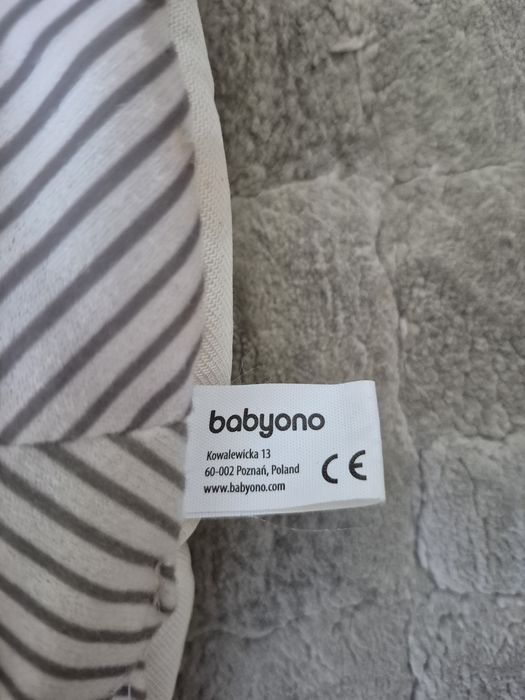 babyono
Kowalewicka 13
60-002 Poznań, Poland
www.babyono.com
CE